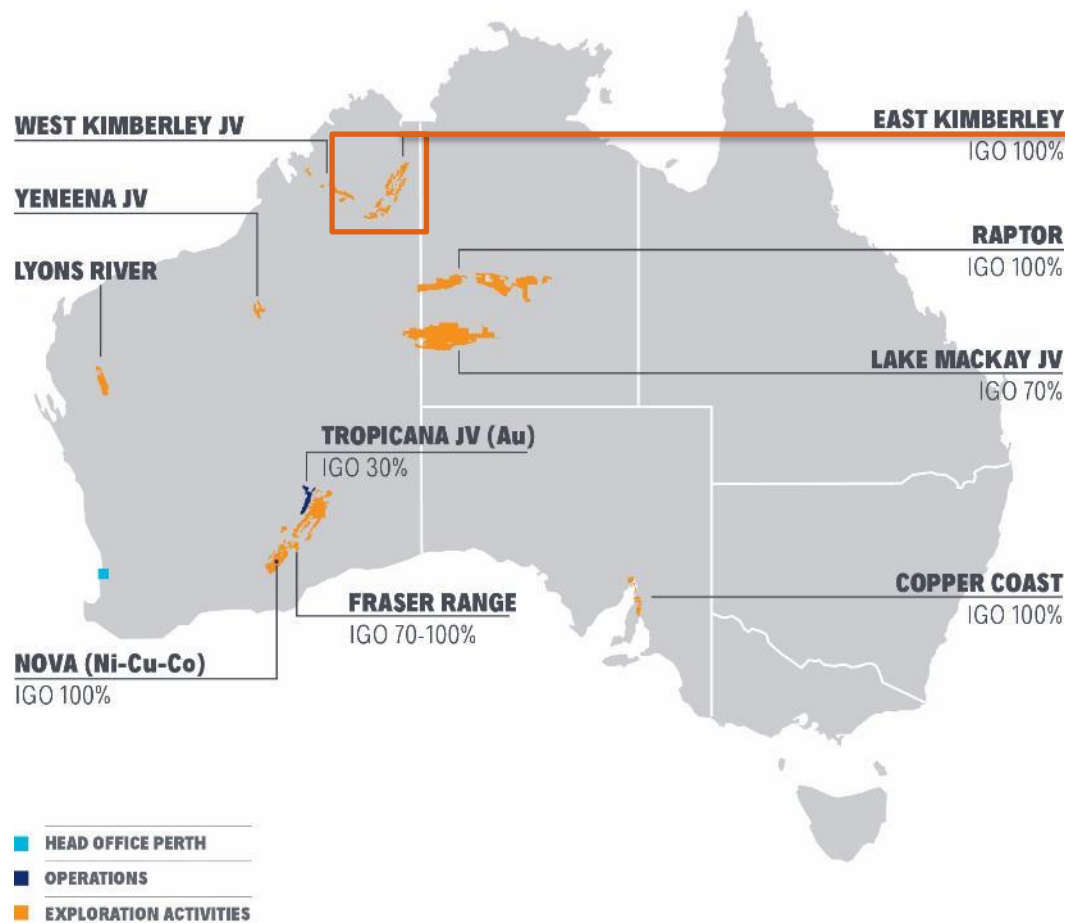 WEST KIMBERLEY JV
EAST KIMBERLEY
IGO 100%
YENEENA JV
RAPTOR
IGO 100%
LYONS RIVER
LAKE MACKAY JV
IGO 70%
TROPICANA JV (Au)
IGO 30%
COPPER COAST
IGO 100%
FRASER RANGE
IGO 70-100%
NOVA (Ni-Cu-Co)
IGO 100%
HEAD OFFICE PERTH
OPERATIONS
EXPLORATION ACTIVITIES